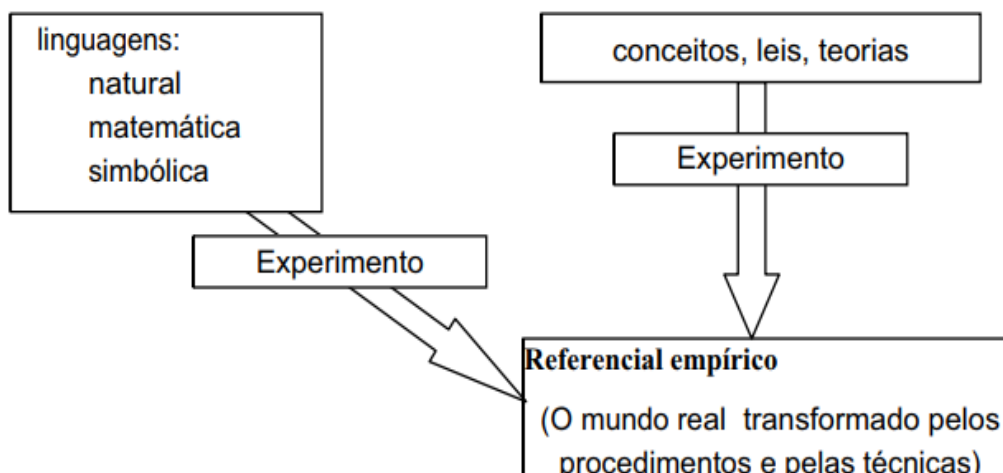 linguagens:
natural
matemática
simbólica
conceitos, leis, teorias
Experimento
Experimento
Referencial empírico
(O mundo real transformado pelos
procedimentos e pelas técnicas)